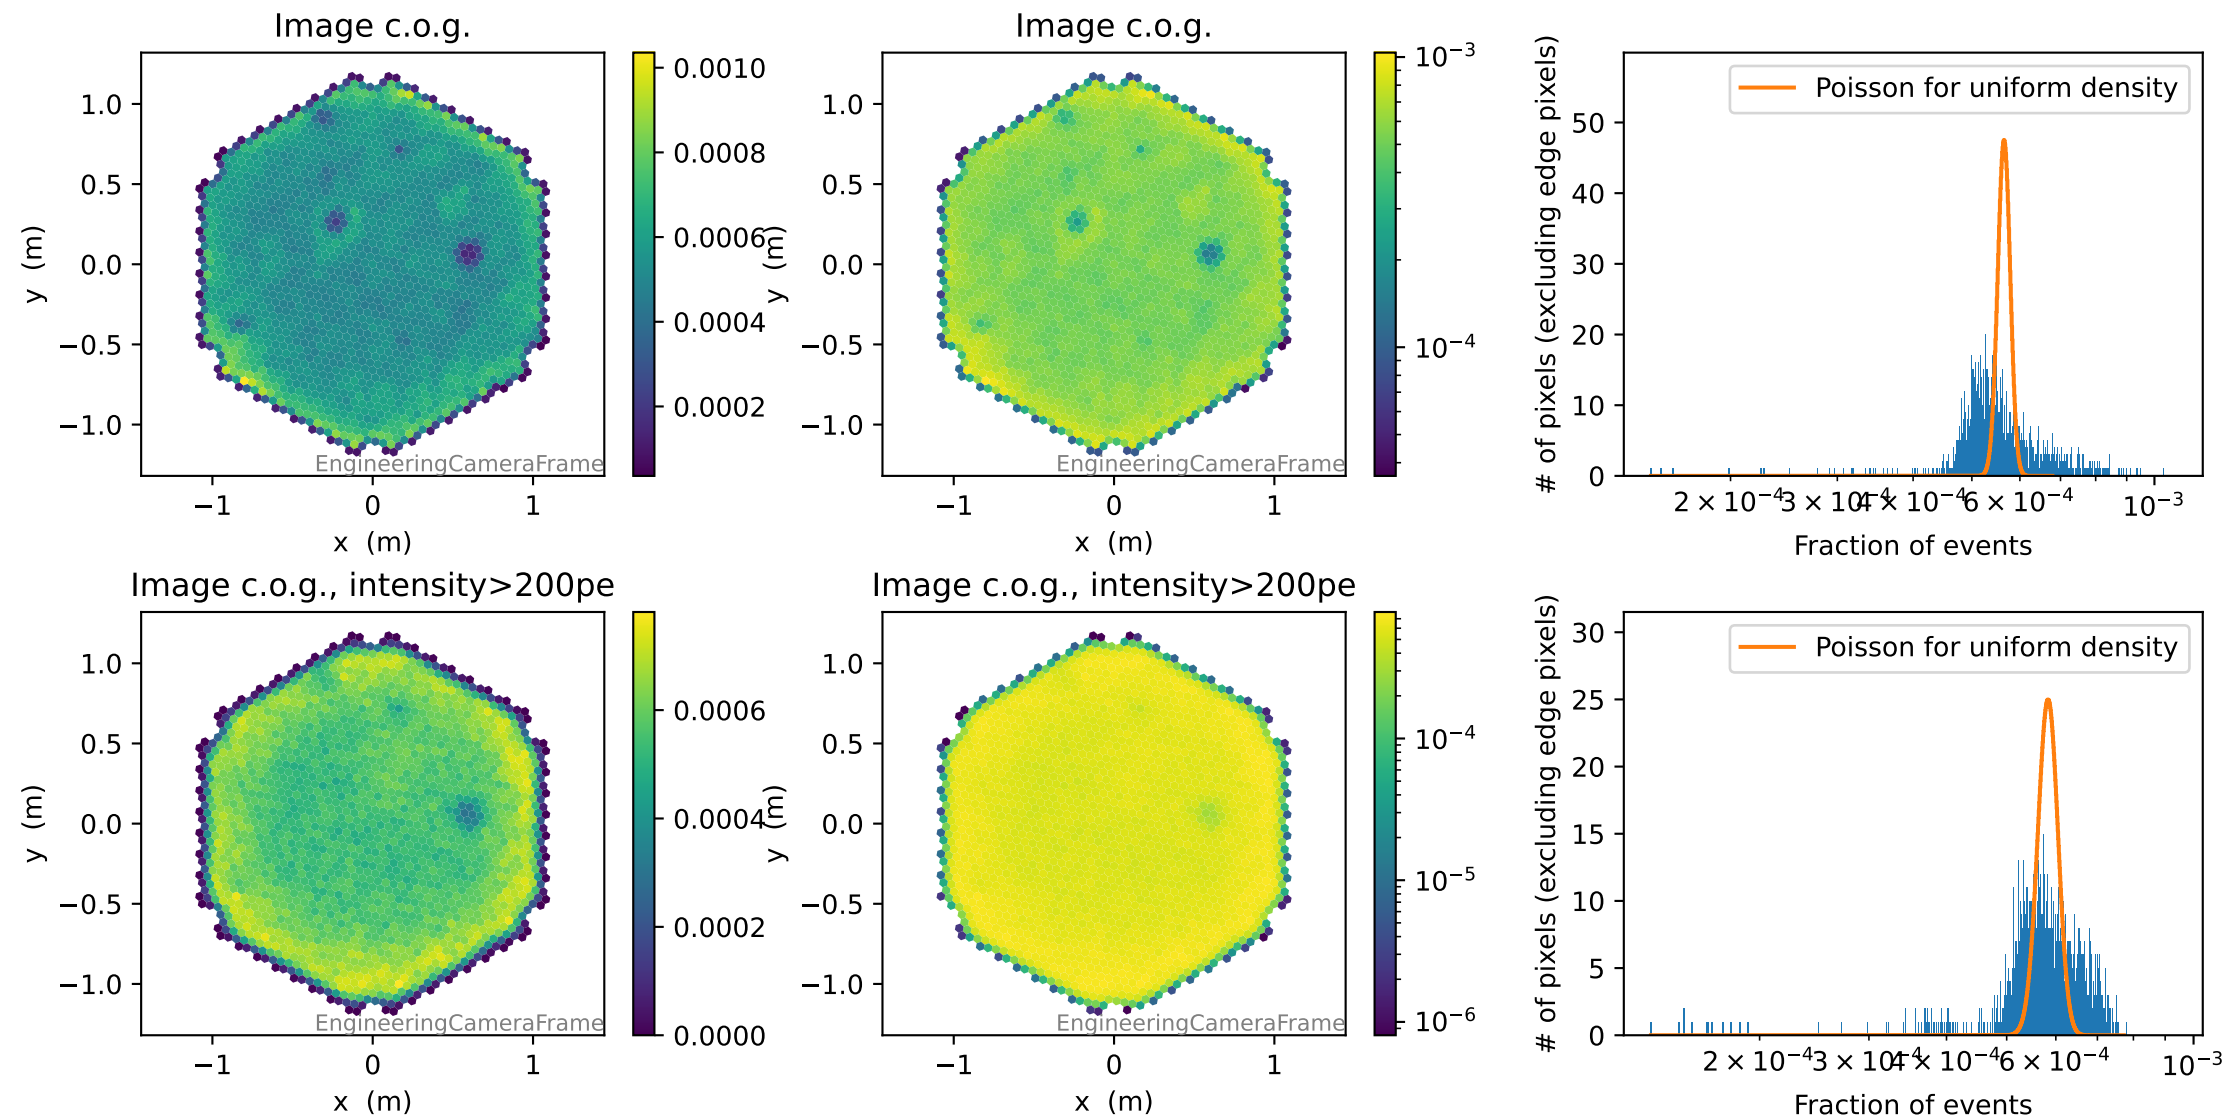 Image c.o.g.
1.0
0.5
0.0
−0.5
−1.0
y (m)
EngineeringCameraFrame
−1
0
1
x (m)
0.0010
0.0008
0.0006
0.0004
0.0002
Image c.o.g.
1.0
0.5
0.0
−0.5
−1.0
y (m)
EngineeringCameraFrame
−1
0
1
x (m)
10⁻³
10⁻⁴
# of pixels (excluding edge pixels)
50
40
30
20
10
0
Poisson for uniform density
2 × 10⁻⁴
3 × 10⁻⁴
4 × 10⁻⁴
6 × 10⁻⁴
10⁻³
Fraction of events
Image c.o.g., intensity>200pe
1.0
0.5
0.0
−0.5
−1.0
y (m)
EngineeringCameraFrame
−1
0
1
x (m)
0.0006
0.0004
0.0002
0.0000
Image c.o.g., intensity>200pe
1.0
0.5
0.0
−0.5
−1.0
y (m)
EngineeringCameraFrame
−1
0
1
x (m)
10⁻⁴
10⁻⁵
10⁻⁶
# of pixels (excluding edge pixels)
30
25
20
15
10
5
0
Poisson for uniform density
2 × 10⁻⁴
3 × 10⁻⁴
4 × 10⁻⁴
6 × 10⁻⁴
10⁻³
Fraction of events